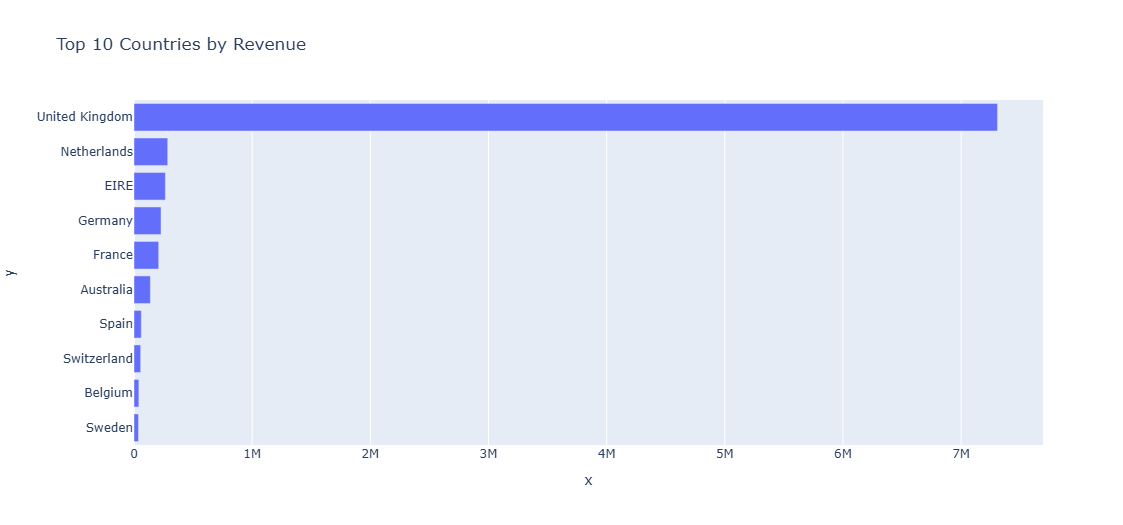 Top 10 Countries by Revenue
United Kingdom
Netherlands
EIRE
Germany
France
Australia
Spain
Switzerland
Belgium
Sweden
y
0 1M 2M 3M 4M 5M 6M 7M
x